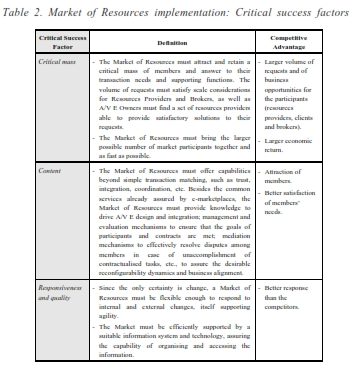 Table 2. Market of Resources implementation: Critical success factors
Critical Success
Factor
Definition
Competitive
Advantage
Critical mass
- The Market of Resources must attract and retain a
critical mass of members and answer to their
transaction needs and supporting functions. The
volume of requests must satisfy scale considerations
for Resources Providers and Brokers, as well as
A/V E Owners must find a set of resources providers
able to provide satisfactory solutions to their
requests.
- The Market of Resources must bring the larger
possible number of market participants together and
as fast as possible.
- Larger volume of
requests and of
business
opportunities for
the participants
(resources
providers, clients
and brokers).
- Larger economic
return.
Content
- The Market of Resources must offer capabilities
beyond simple transaction matching, such as trust,
integration, coordination, etc. Besides the common
services already assured by e-marketplaces, the
Market of Resources must provide knowledge to
drive A/V E design and integration; management and
evaluation mechanisms to ensure that the goals of
participants and contracts are met; mediation
mechanisms to effectively resolve disputes among
members in case of unaccomplishment of
contractualised tasks, etc., to assure the desirable
reconfigurability dynamics and business alignment.
- Attraction of
members.
- Better satisfaction
of members'
needs.
Responsiveness
and quality
- Since the only certainty is change, a Market of
Resources must be flexible enough to respond to
internal and external changes, itself supporting
agility.
- The Market must be efficiently supported by a
suitable information system and technology, assuring
the capability of organising and accessing the
information.
- Better response
than the
competitors.